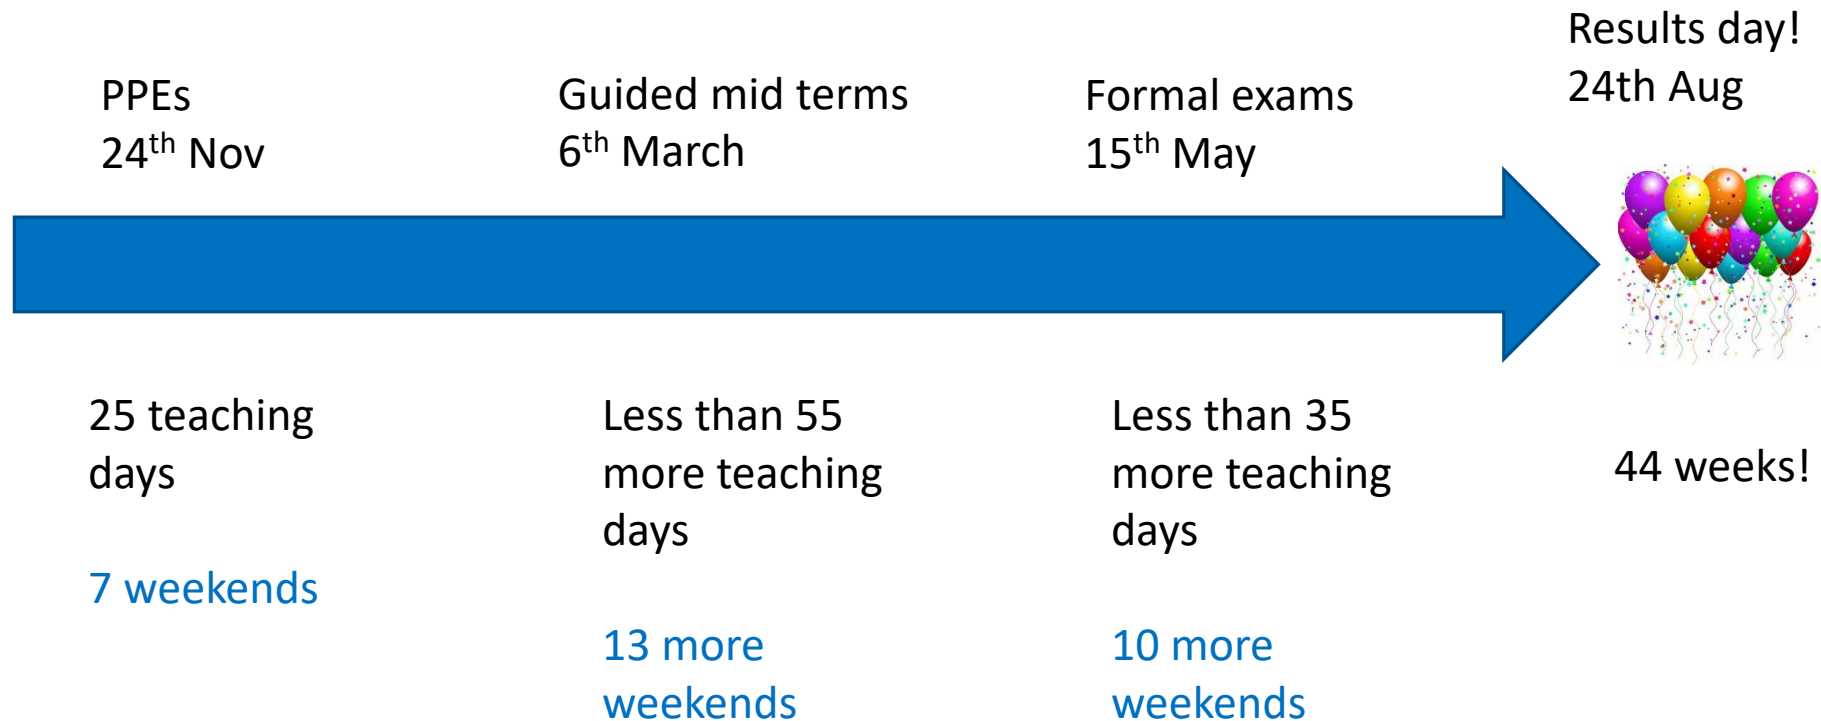 PPEs
24th Nov
Guided mid terms
6th March
Formal exams
15th May
Results day!
24th Aug
25 teaching
days
7 weekends
Less than 55
more teaching
days
13 more
weekends
Less than 35
more teaching
days
10 more
weekends
44 weeks!